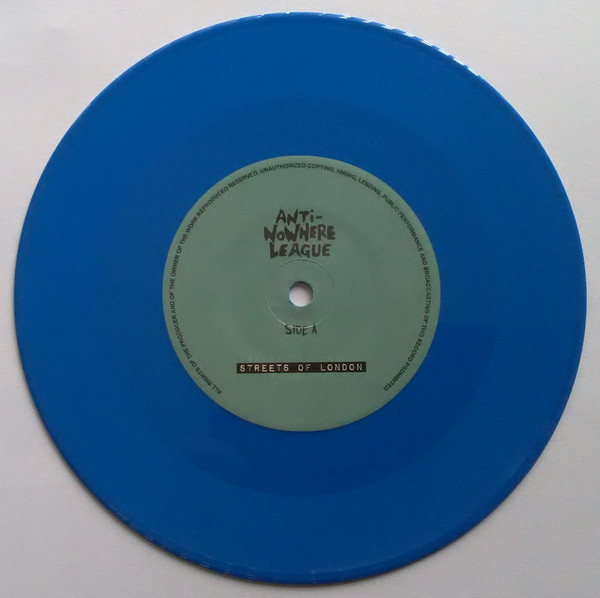 ALL RIGHTS OF THE PRODUCER AND OF THE OWNER OF THE WORK REPRODUCED RESERVED. UNAUTHORIZED COPYING, HIRING, LENDING, PUBLIC PERFORMANCE AND BROADCASTING OF THIS RECORD PROHIBITED
ANTi-
NOWHERE
LEAGUE
SIDE A
STREETS OF LONDON